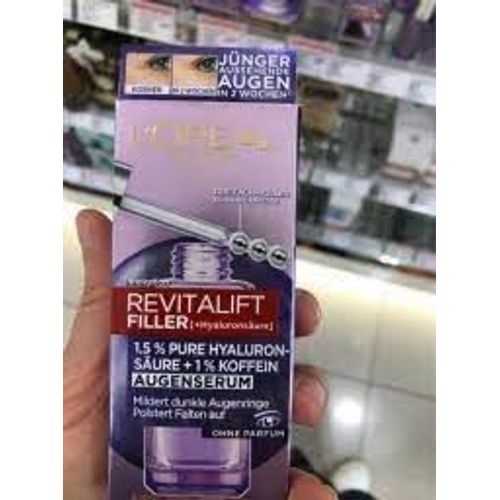 JÜNGER
AUSSEHENDE
AUGEN
IN 2 WOCHEN
VORHER
L'ORÉAL
REVITALIFT
FILLER [+Hyaluronsäure]
1.5 % PURE HYALURON-
SÄURE + 1 % KOFFEIN
AUGENSERUM
Mildert dunkle Augenringe
Polstert Falten auf
OHNE PARFUM